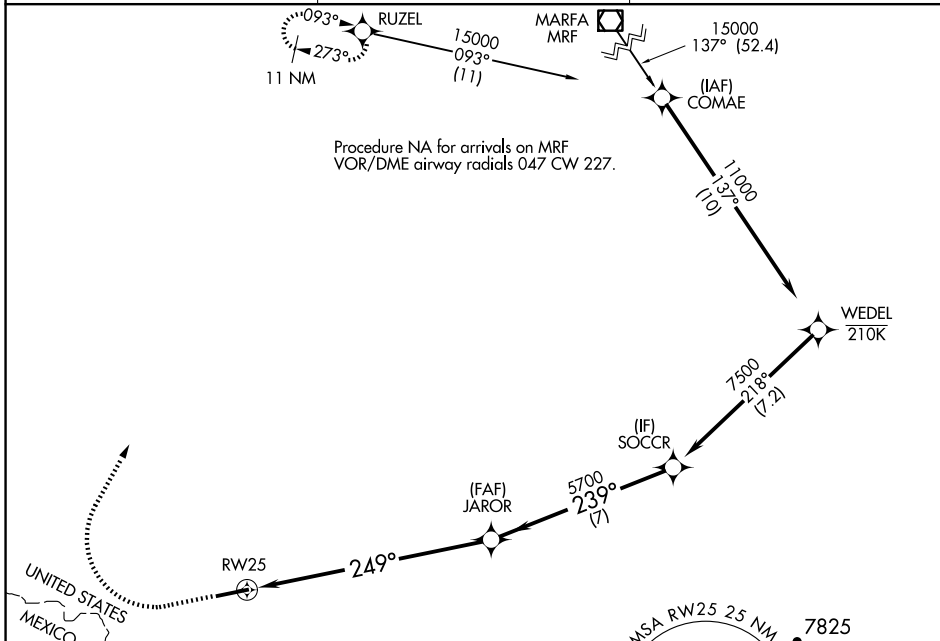 093°
RUZEL
273°
11 NM
15000
093°
(11)
MARFA
MRF
15000
137° (52.4)
(IAF)
COMAE
Procedure NA for arrivals on MRF
VOR/DME airway radials 047 CW 227.
11000
137°
(10)
WEDEL
210K
7500
218°
(7.2)
(IF)
SOCCR
5700
239°
(7)
(FAF)
JAROR
249°
RW25
UNITED STATES
MEXICO
MSA RW25 25 NM
7825